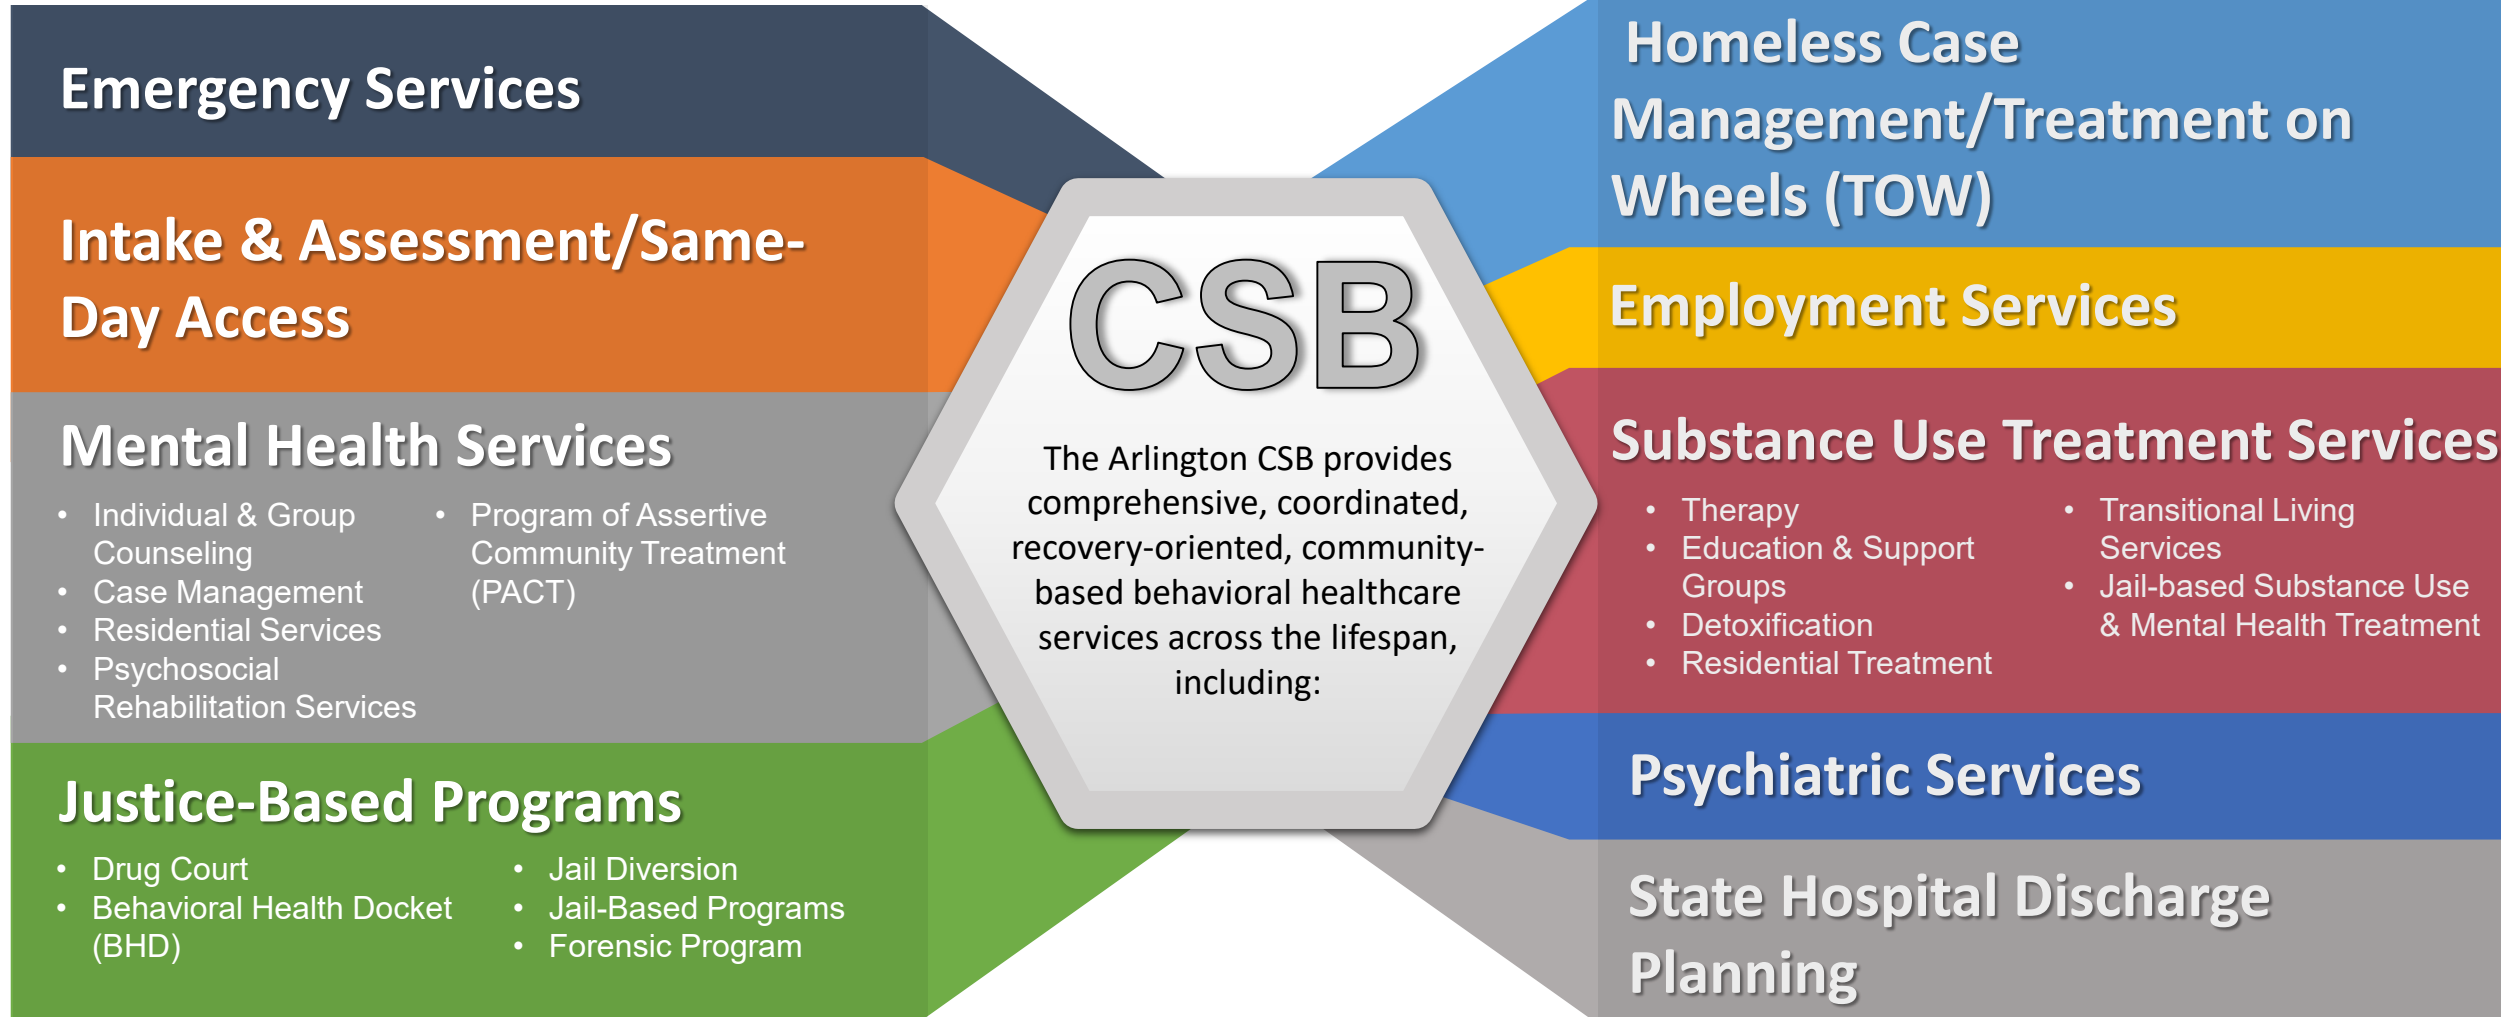 Emergency Services
Intake & Assessment/Same-
Day Access
Mental Health Services
• Individual & Group
Counseling
• Case Management
• Residential Services
• Psychosocial
Rehabilitation Services
• Program of Assertive
Community Treatment
(PACT)
Justice-Based Programs
• Drug Court
• Behavioral Health Docket
(BHD)
• Jail Diversion
• Jail-Based Programs
• Forensic Program
CSB
The Arlington CSB provides
comprehensive, coordinated,
recovery-oriented, community-
based behavioral healthcare
services across the lifespan,
including:
Homeless Case
Management/Treatment on
Wheels (TOW)
Employment Services
Substance Use Treatment Services
• Therapy
• Education & Support
Groups
• Detoxification
• Residential Treatment
• Transitional Living
Services
• Jail-based Substance Use
& Mental Health Treatment
Psychiatric Services
State Hospital Discharge
Planning